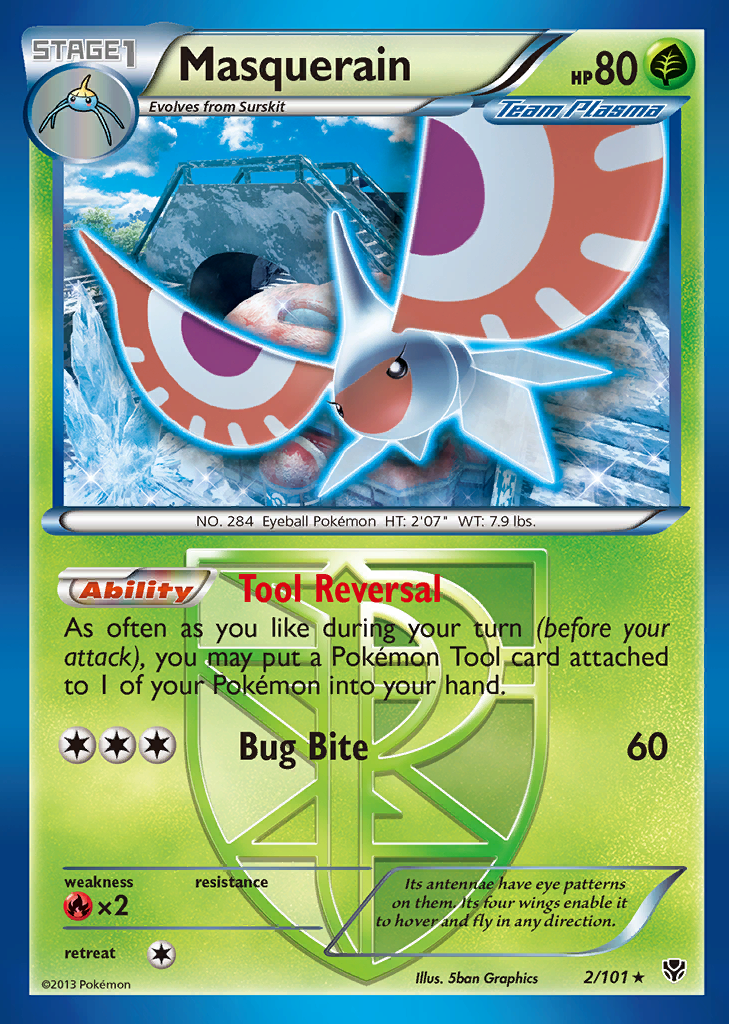 STAGE1
Masquerain
HP80
Evolves from Surskit
Team Plasma
NO. 284 Eyeball Pokémon HT: 2'07" WT: 7.9 lbs.
Ability Tool Reversal
As often as you like during your turn (before your
attack), you may put a Pokémon Tool card attached
to 1 of your Pokémon into your hand.
Bug Bite 60
weakness resistance
×2
Its antennae have eye patterns
on them. Its four wings enable it
to hover and fly in any direction.
retreat
©2013 Pokémon
Illus. 5ban Graphics
2/101 ★